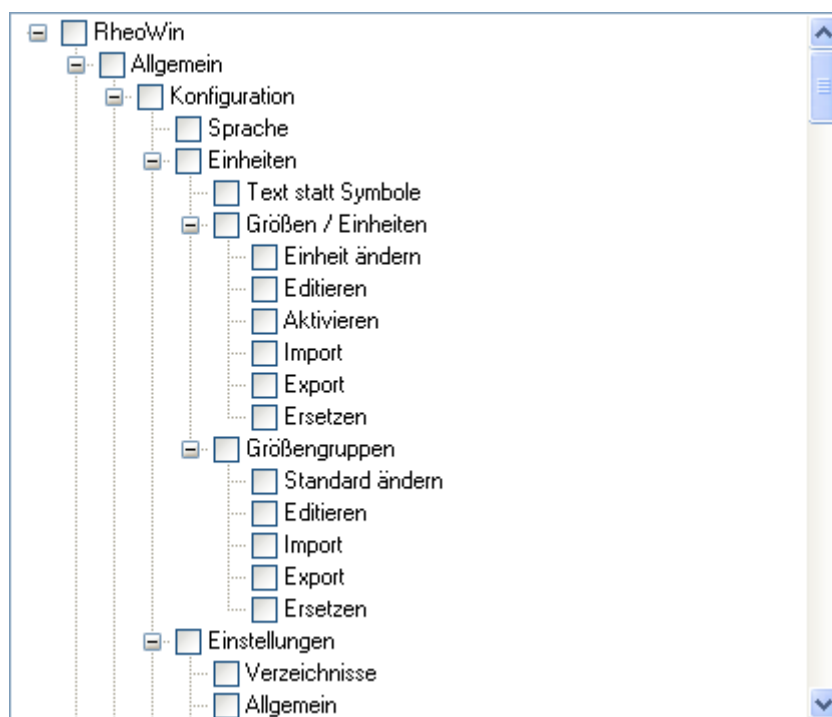 RheoWin
Allgemein
Konfiguration
Sprache
Einheiten
Text statt Symbole
Größen / Einheiten
Einheit ändern
Editieren
Aktivieren
Import
Export
Ersetzen
Größengruppen
Standard ändern
Editieren
Import
Export
Ersetzen
Einstellungen
Verzeichnisse
Allgemein